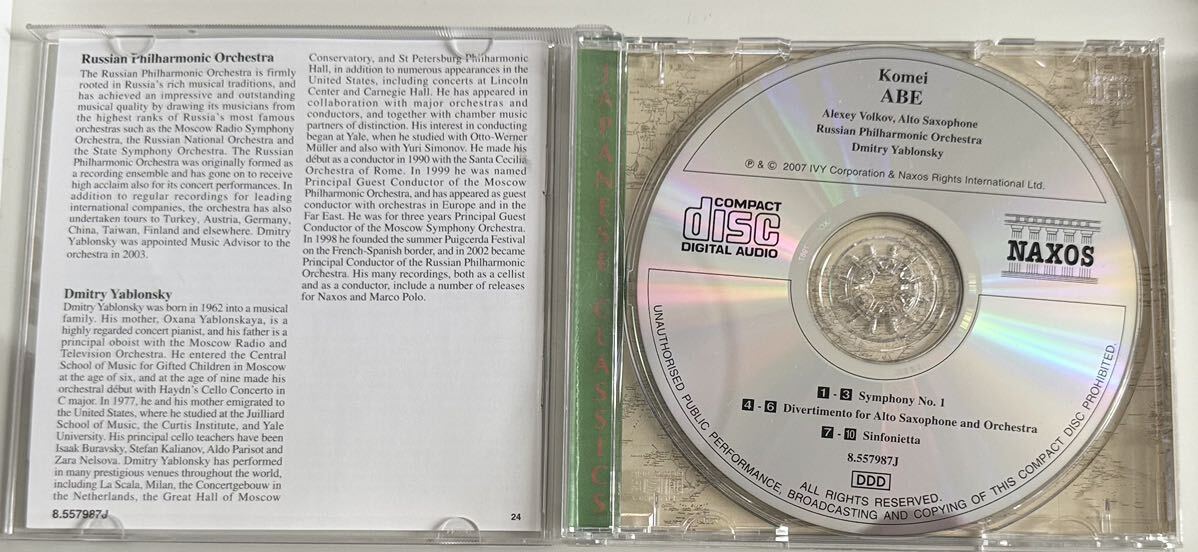 Russian Philharmonic Orchestra
The Russian Philharmonic Orchestra is firmly
rooted in Russia's rich musical traditions, and
has achieved an impressive and outstanding
musical quality by drawing its musicians from
the highest ranks of Russia's most famous
orchestras such as the Moscow Radio Symphony
Orchestra, the Russian National Orchestra and
the State Symphony Orchestra. The Russian
Philharmonic Orchestra was originally formed as
a recording ensemble and has gone on to receive
high acclaim also for its concert performances. In
addition to regular recordings for leading
international companies, the orchestra has also
undertaken tours to Turkey, Austria, Germany,
China, Taiwan, Finland and elsewhere. Dmitry
Yablonsky was appointed Music Advisor to the
orchestra in 2003.
Dmitry Yablonsky
Dmitry Yablonsky was born in 1962 into a musical
family. His mother, Oxana Yablonskaya, is a
highly regarded concert pianist, and his father is a
principal oboist with the Moscow Radio and
Television Orchestra. He entered the Central
School of Music for Gifted Children in Moscow
at the age of six, and at the age of nine made his
orchestral début with Haydn's Cello Concerto in
C major. In 1977, he and his mother emigrated to
the United States, where he studied at the Juilliard
School of Music, the Curtis Institute, and Yale
University. His principal cello teachers have been
Isaak Buravsky, Stefan Kalianov, Aldo Parisot and
Zara Nelsova. Dmitry Yablonsky has performed
in many prestigious venues throughout the world,
including La Scala, Milan, the Concertgebouw in
the Netherlands, the Great Hall of Moscow
Conservatory, and St Petersburg Philharmonic
Hall, in addition to numerous appearances in the
United States, including concerts at Lincoln
Center and Carnegie Hall. He has appeared in
collaboration with major orchestras and
conductors, and together with chamber music
partners of distinction. His interest in conducting
began at Yale, when he studied with Otto-Werner
Müller and also with Yuri Simonov. He made his
début as a conductor in 1990 with the Santa Cecilia
Orchestra of Rome. In 1999 he was named
Principal Guest Conductor of the Moscow
Philharmonic Orchestra, and has appeared as guest
conductor with orchestras in Europe and in the
Far East. He was for three years Principal Guest
Conductor of the Moscow Symphony Orchestra.
In 1998 he founded the summer Puigcerda Festival
on the French-Spanish border, and in 2002 became
Principal Conductor of the Russian Philharmonic
Orchestra. His many recordings, both as a cellist
and as a conductor, include a number of releases
for Naxos and Marco Polo.
8.557987J
24
JAPANESE CLASSICS
Komei
ABE
Alexey Volkov, Alto Saxophone
Russian Philharmonic Orchestra
Dmitry Yablonsky
℗ & © 2007 IVY Corporation & Naxos Rights International Ltd.
COMPACT
disc
DIGITAL AUDIO
NAXOS
1 - 3 Symphony No. 1
4 - 6 Divertimento for Alto Saxophone and Orchestra
7 - 10 Sinfonietta
8.557987J
DDD
ALL RIGHTS RESERVED.
UNAUTHORISED PUBLIC PERFORMANCE, BROADCASTING AND COPYING OF THIS COMPACT DISC PROHIBITED.